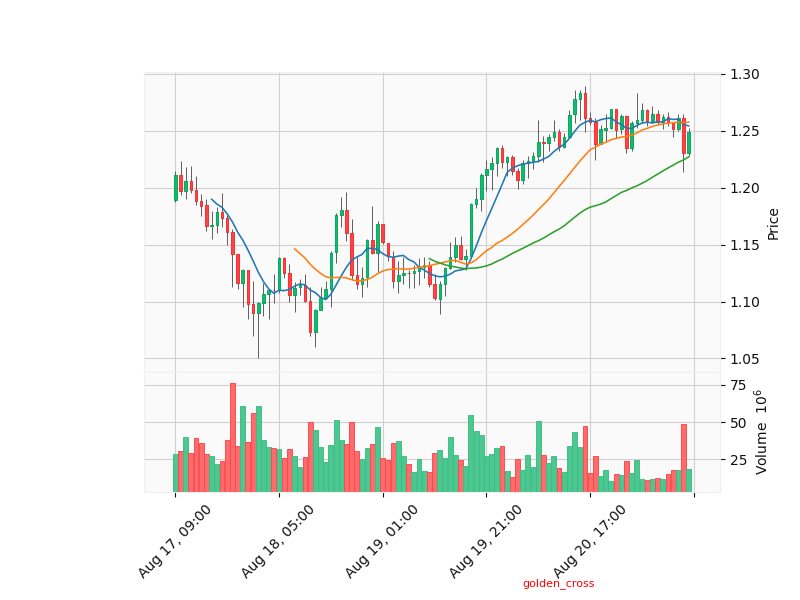 1.30
1.25
1.20
1.15
1.10
1.05
Price
75
50
25
Volume 10^6
Aug 17, 09:00
Aug 18, 05:00
Aug 19, 01:00
Aug 19, 21:00
Aug 20, 17:00
golden_cross